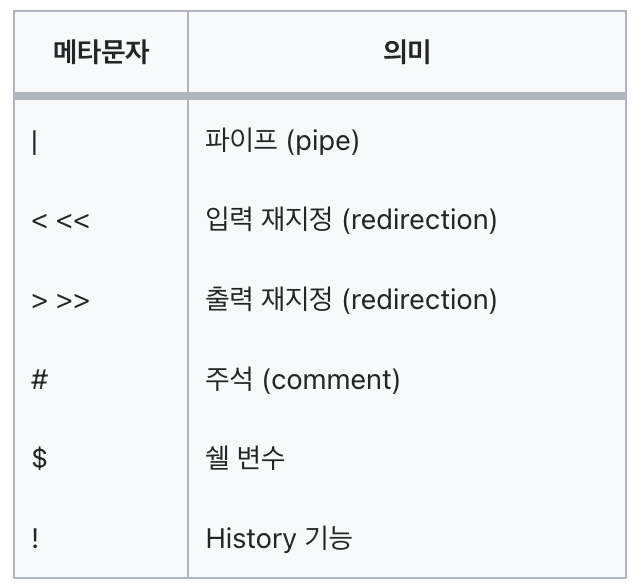 메타문자 의미
| 파이프 (pipe)
< << 입력 재지정 (redirection)
> >> 출력 재지정 (redirection)
# 주석 (comment)
$ 쉘 변수
! History 기능